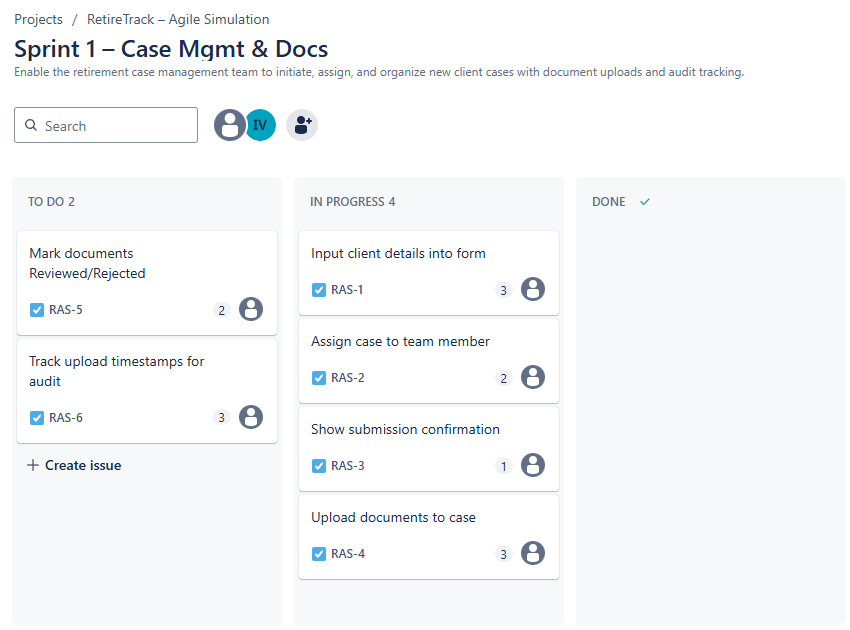 Projects / RetireTrack – Agile Simulation
Sprint 1 – Case Mgmt & Docs
Enable the retirement case management team to initiate, assign, and organize new client cases with document uploads and audit tracking.
Search
IV
TO DO 2
Mark documents
Reviewed/Rejected
RAS-5 2
Track upload timestamps for
audit
RAS-6 3
+ Create issue
IN PROGRESS 4
Input client details into form
RAS-1 3
Assign case to team member
RAS-2 2
Show submission confirmation
RAS-3 1
Upload documents to case
RAS-4 3
DONE